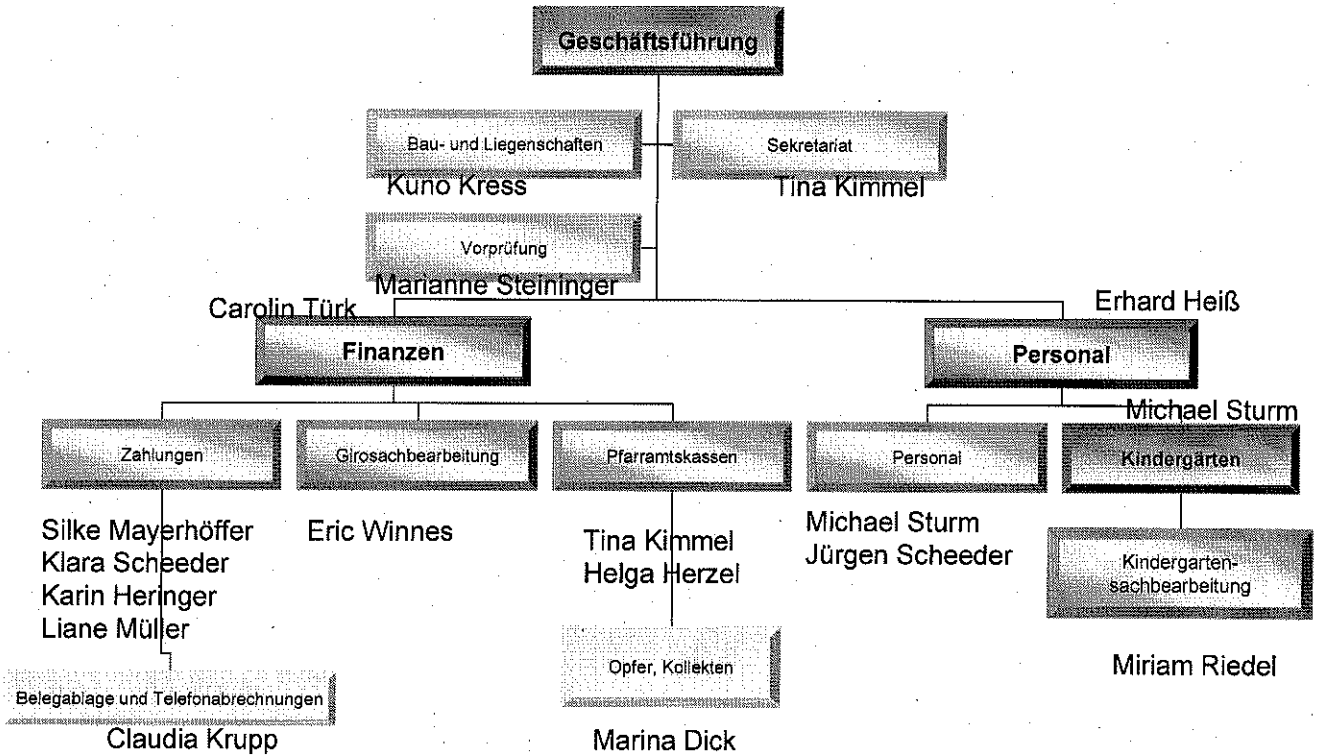 Geschäftsführung
Bau- und Liegenschaften
Sekretariat
Kuno Kress
Tina Kimmel
Vorprüfung
Marianne Steininger
Carolin Türk
Erhard Heiß
Finanzen
Personal
Michael Sturm
Zahlungen
Girosachbearbeitung
Pfarramtskassen
Personal
Kindergärten
Silke Mayerhöffer
Klara Scheeder
Karin Heringer
Liane Müller
Eric Winnes
Tina Kimmel
Helga Herzel
Michael Sturm
Jürgen Scheeder
Kindergarten-
sachbearbeitung
Opfer, Kollekten
Miriam Riedel
Belegablage und Telefonabrechnungen
Claudia Krupp
Marina Dick